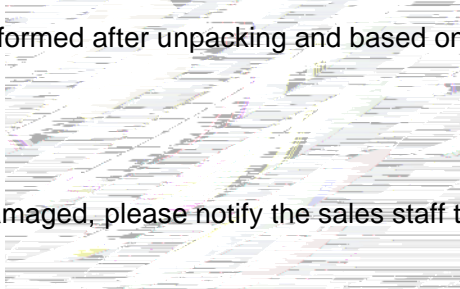 formed after unpacking and based on
maged, please notify the sales staff t